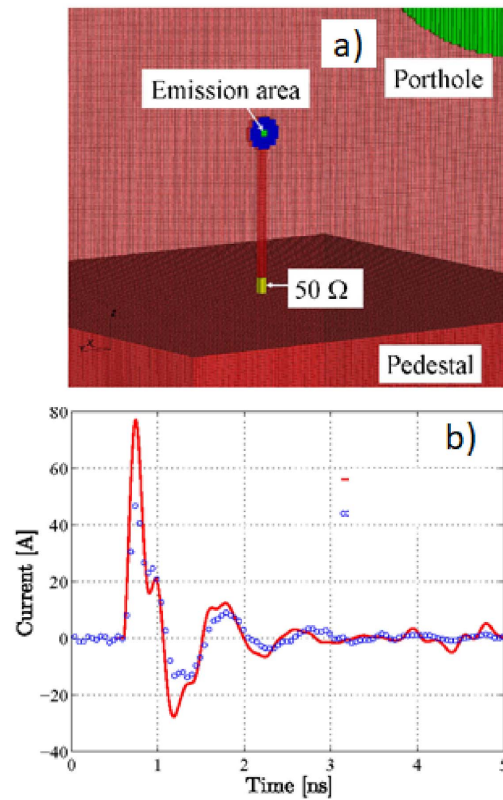 a)
Porthole
Emission area
50 Ω
z
X
Pedestal
b)
80
60
40
20
0
−20
−40
Current [A]
0
1
2
3
4
5
Time [ns]